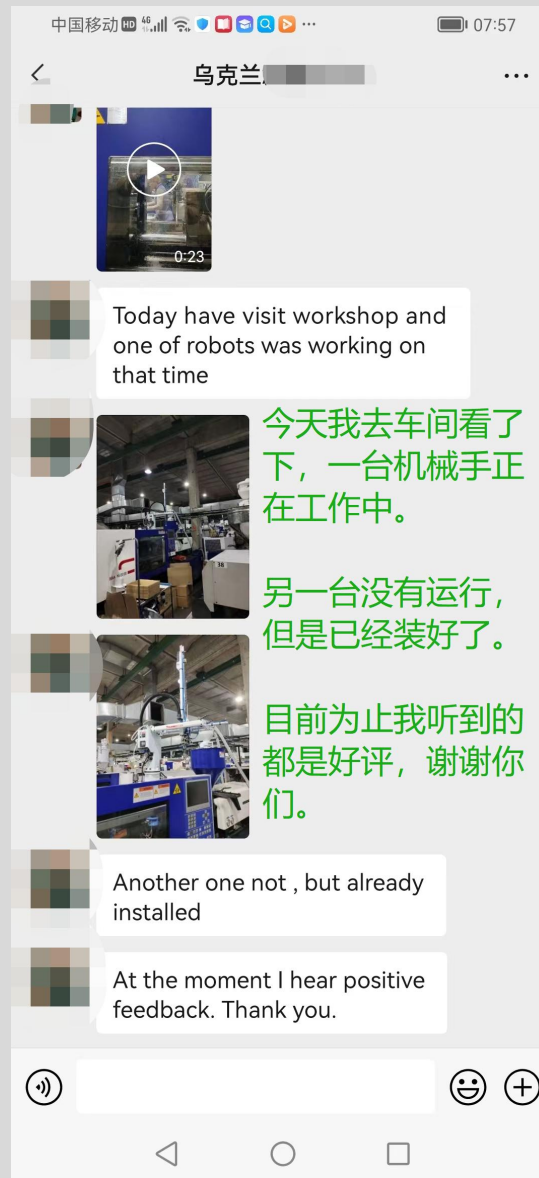 中国移动 HD 4G 07:57
乌克兰
0:23
Today have visit workshop and
one of robots was working on
that time
今天我去车间看了
下，一台机械手正
在工作中。
38
另一台没有运行，
但是已经装好了。
目前为止我听到的
都是好评，谢谢你
们。
Another one not , but already
installed
At the moment I hear positive
feedback. Thank you.